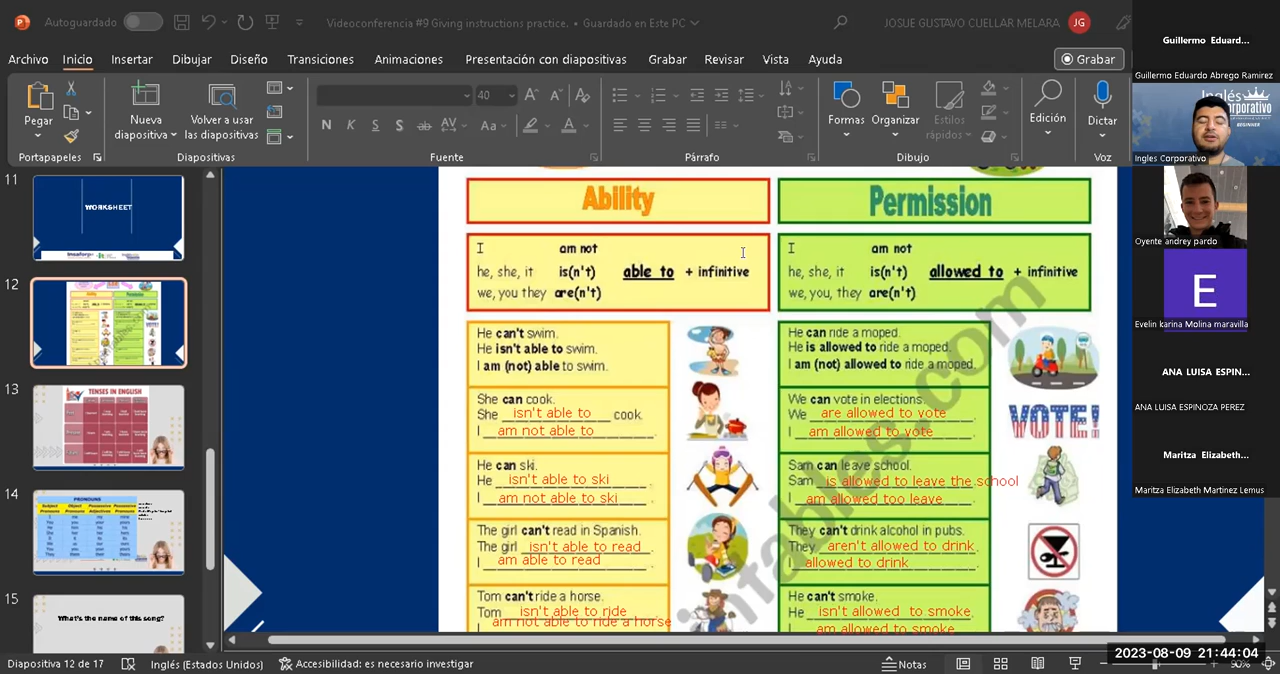 Autoguardado
Videoconferencia #9 Giving instructions practice. • Guardado en Este PC
JOSUE GUSTAVO CUELLAR MELARA
JG
Archivo Inicio Insertar Dibujar Diseño Transiciones Animaciones Presentación con diapositivas Grabar Revisar Vista Ayuda
Grabar
Pegar
Nueva diapositiva
Volver a usar las diapositivas
40
N K S S ab AV Aa A
Formas Organizar Estilos rápidos
Edición
Dictar
Portapapeles Diapositivas Fuente Párrafo Dibujo Voz
11
WORKSHEET
12
13
TENSES IN ENGLISH
14
PRONOUNS
15
What's the name of this song?
Ability
I am not
he, she, it is(n't) able to + infinitive
we, you they are(n't)
He can't swim.
He isn't able to swim.
I am (not) able to swim.
She can cook.
She isn't able to cook.
I am not able to
He can ski.
He isn't able to ski
I am not able to ski
The girl can't read in Spanish.
The girl isn't able to read
I am able to read
Tom can't ride a horse.
Tom isn't able to ride
am not able to ride a horse
Permission
I am not
he, she, it is(n't) allowed to + infinitive
we, you, they are(n't)
He can ride a moped.
He is allowed to ride a moped.
I am (not) allowed to ride a moped.
We can vote in elections.
We are allowed to vote
I am allowed to vote
VOTE!
Sam can leave school.
Sam is allowed to leave the school
I am allowed too leave
They can't drink alcohol in pubs.
They aren't allowed to drink
I allowed to drink
He can't smoke.
He isn't allowed to smoke
am allowed to smoke
Guillermo Eduard...
Guillermo Eduardo Abrego Ramirez
Inglés
Corporativo
BEGINNER
Ingles Corporativo
Oyente andrey pardo
E
Evelin karina Molina maravilla
ANA LUISA ESPIN...
ANA LUISA ESPINOZA PEREZ
Maritza Elizabeth...
Maritza Elizabeth Martinez Lemus
Diapositiva 12 de 17
Inglés (Estados Unidos)
Accesibilidad: es necesario investigar
Notas
90%
2023-08-09 21:44:04